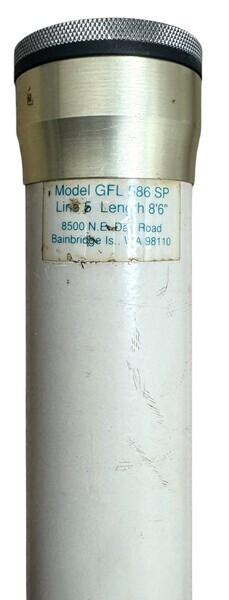 Model GFL 586 SP
Line 5 Length 8'6"
8500 N.E. Day Road
Bainbridge Is., WA 98110